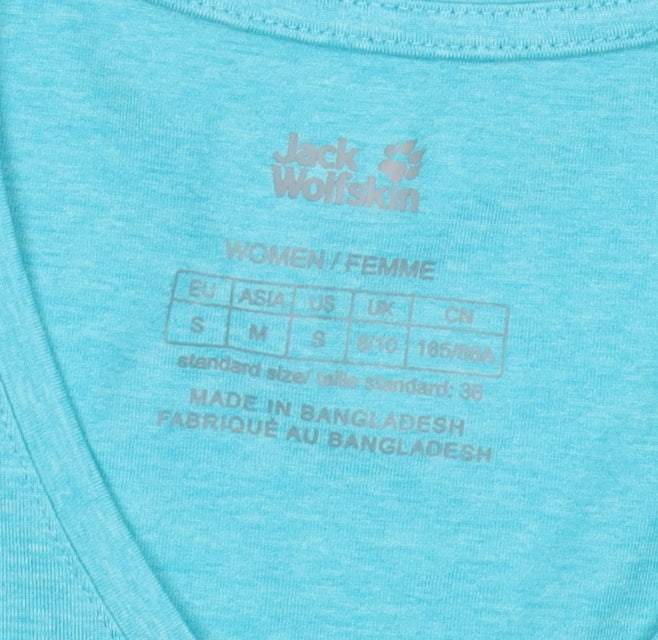 Jack
Wolfskin
WOMEN / FEMME
EU ASIA US UK CN
S M S 8/10 165/88A
standard size/ taille standard: 36
MADE IN BANGLADESH
FABRIQUÉ AU BANGLADESH